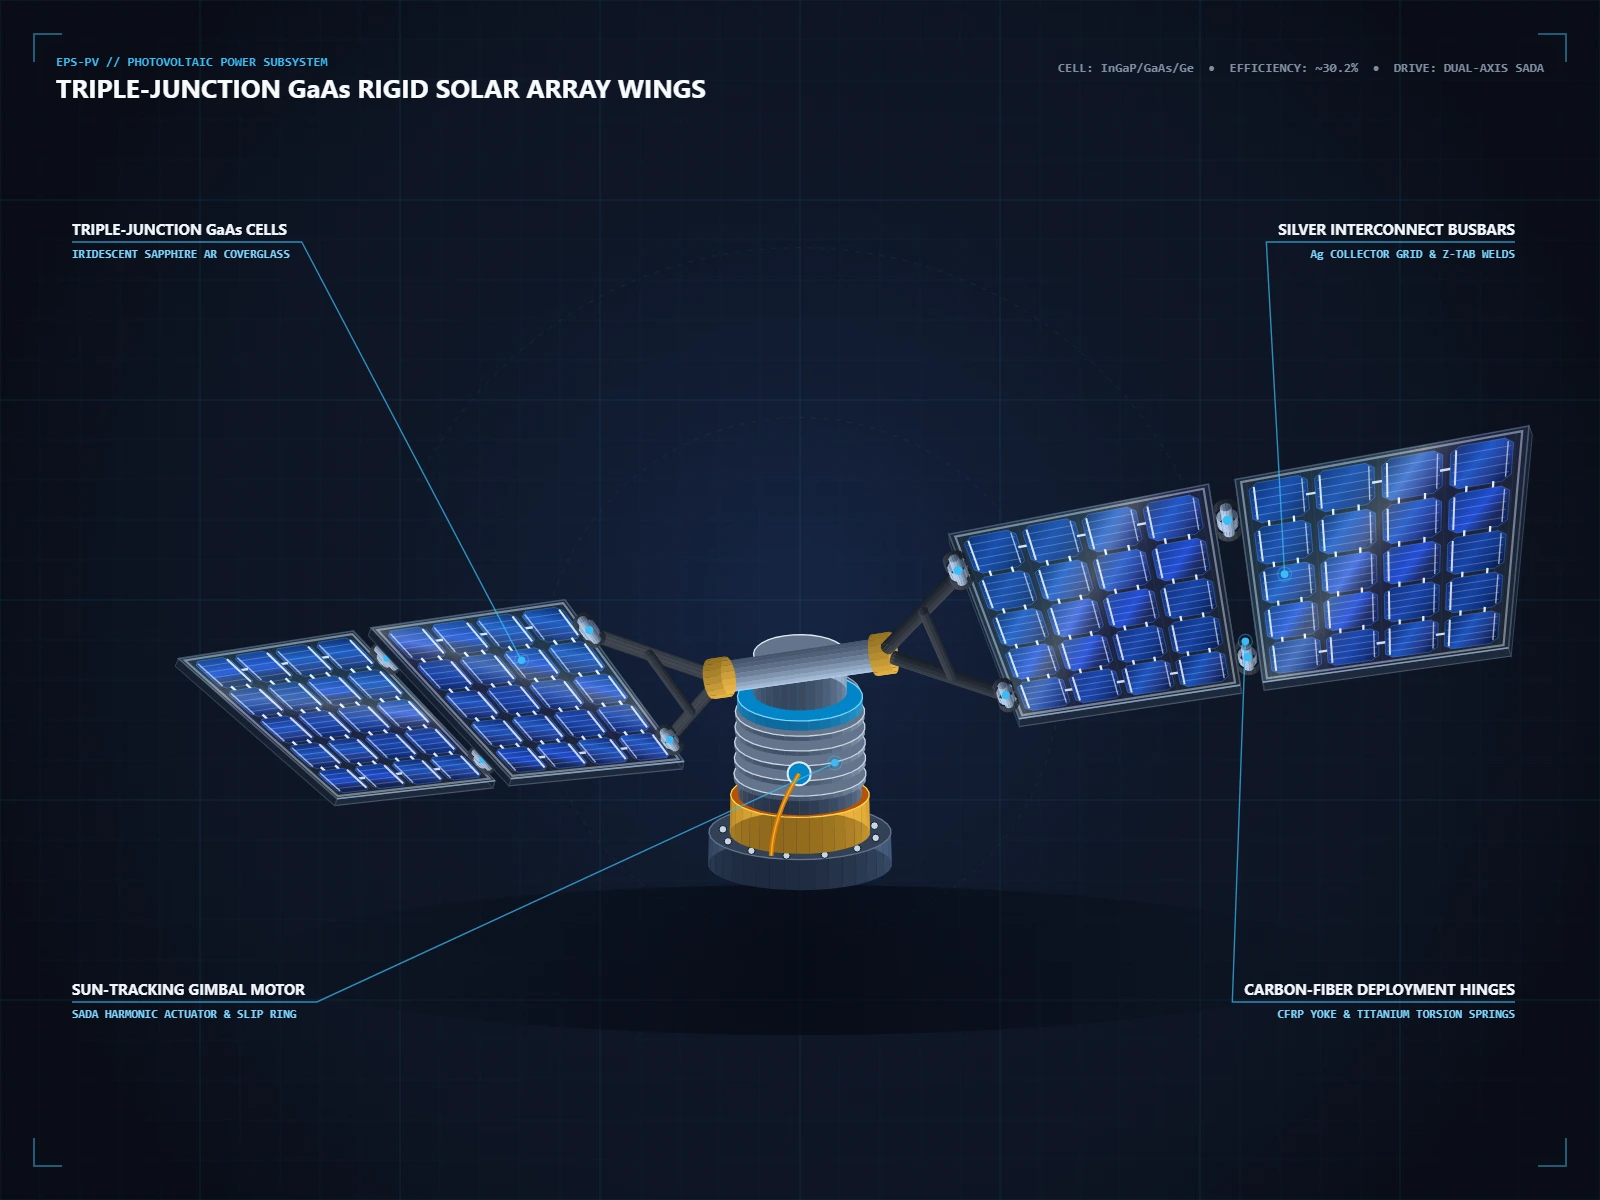 EPS-PV // PHOTOVOLTAIC POWER SUBSYSTEM
TRIPLE-JUNCTION GaAs RIGID SOLAR ARRAY WINGS
CELL: InGaP/GaAs/Ge ● EFFICIENCY: ~30.2% ● DRIVE: DUAL-AXIS SADA
TRIPLE-JUNCTION GaAs CELLS
IRIDESCENT SAPPHIRE AR COVERGLASS
SILVER INTERCONNECT BUSBARS
Ag COLLECTOR GRID & Z-TAB WELDS
SUN-TRACKING GIMBAL MOTOR
SADA HARMONIC ACTUATOR & SLIP RING
CARBON-FIBER DEPLOYMENT HINGES
CFRP YOKE & TITANIUM TORSION SPRINGS